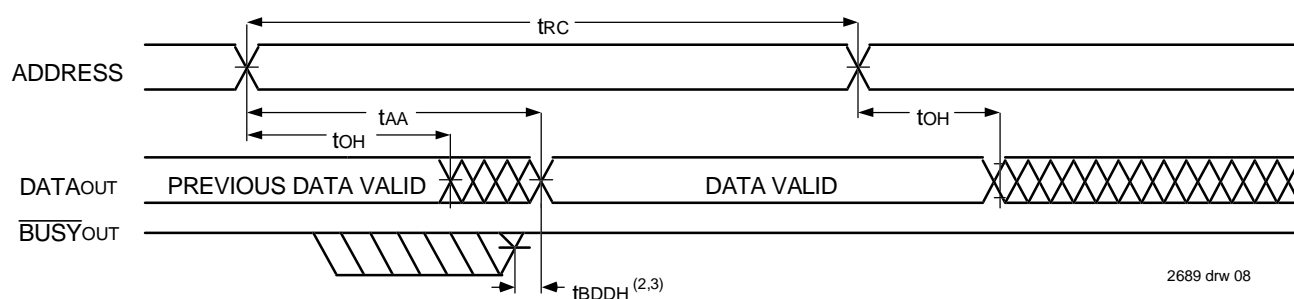 tRC
ADDRESS
tAA
tOH
tOH
DATAOUT
PREVIOUS DATA VALID
DATA VALID
BUSYOUT
tBDDH (2,3)
2689 drw 08